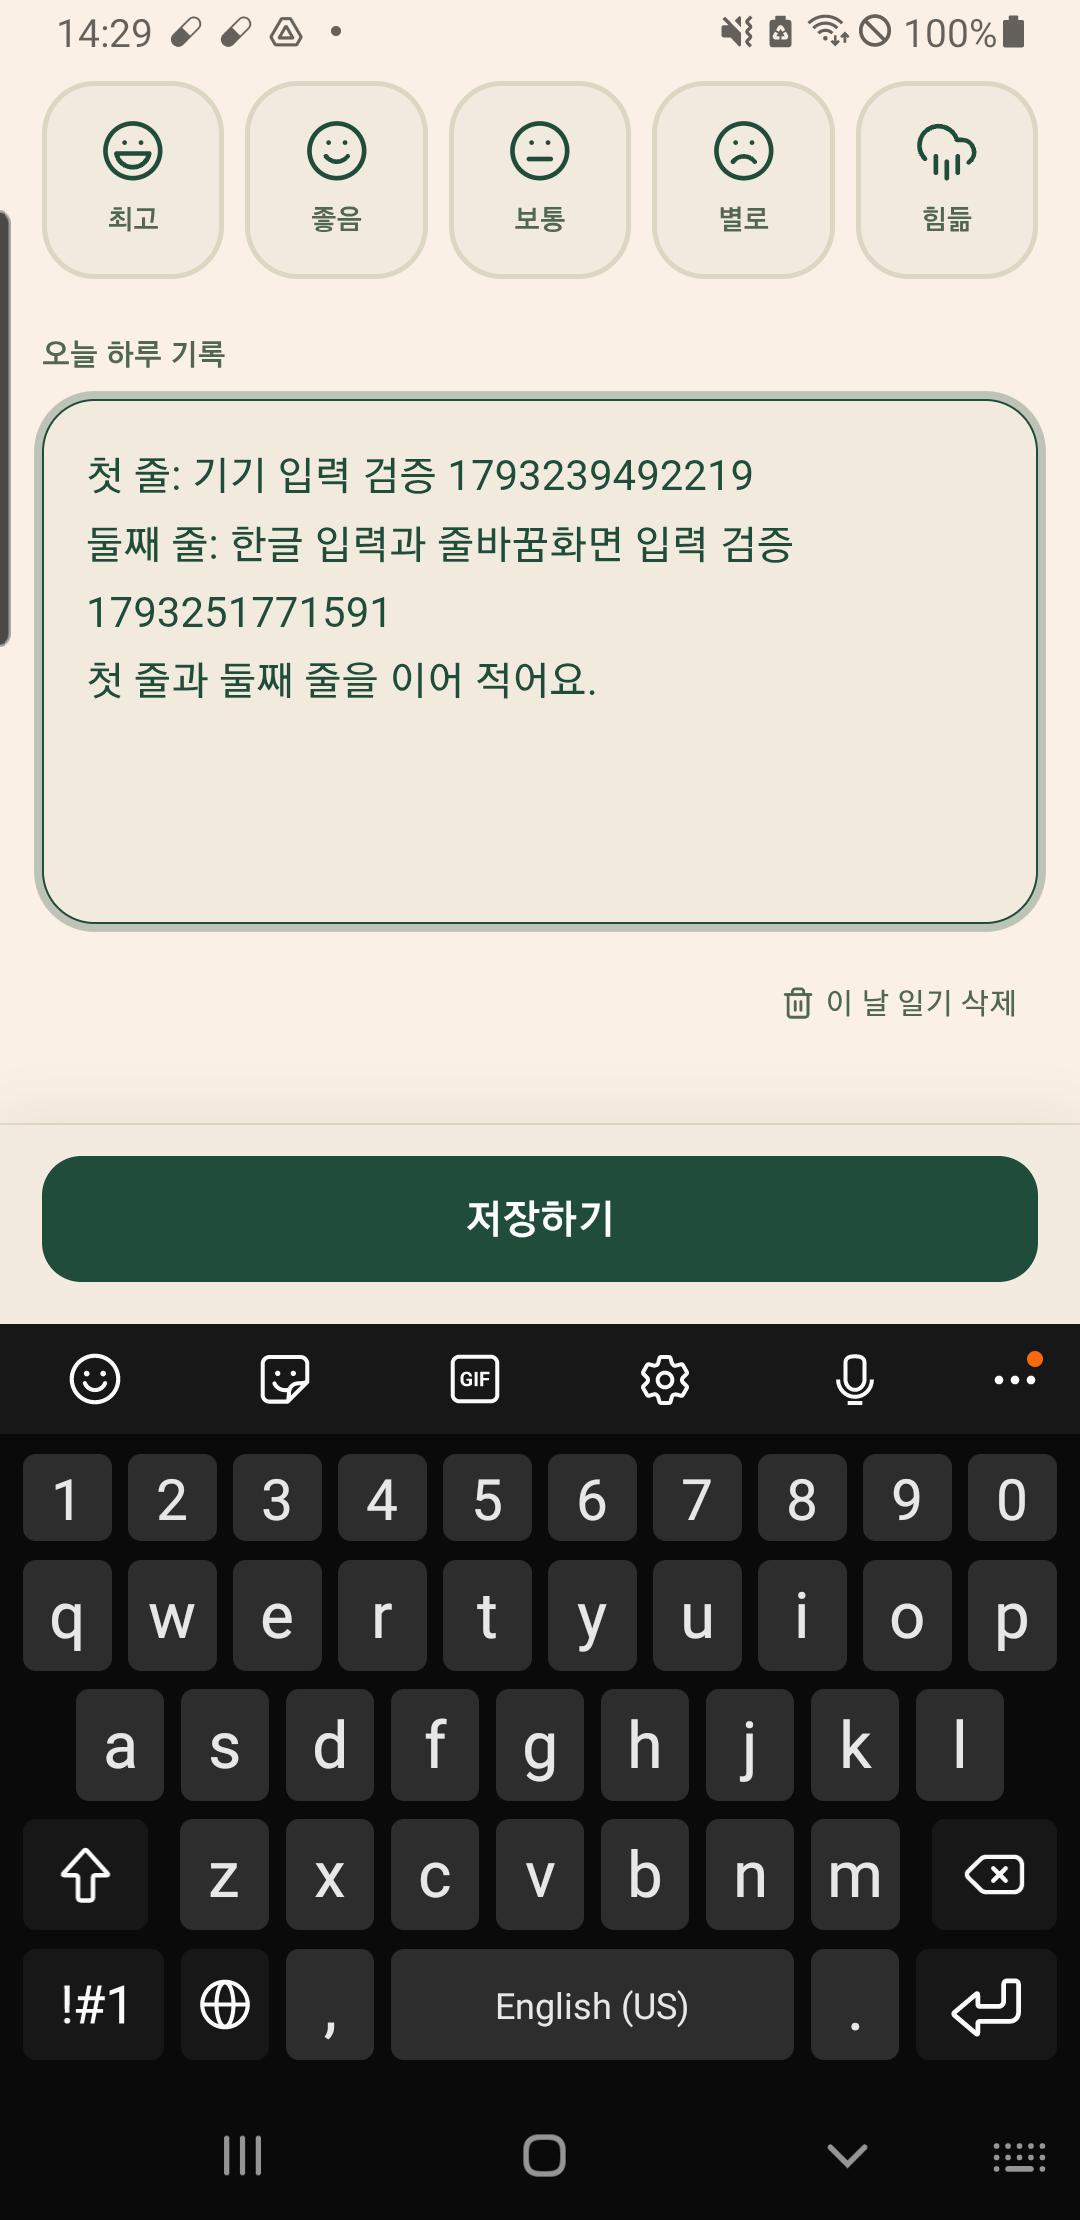 14:29 100%
최고 좋음 보통 별로 힘듦
오늘 하루 기록
첫 줄: 기기 입력 검증 1793239492219
둘째 줄: 한글 입력과 줄바꿈화면 입력 검증
1793251771591
첫 줄과 둘째 줄을 이어 적어요.
이 날 일기 삭제
저장하기
GIF
1 2 3 4 5 6 7 8 9 0
q w e r t y u i o p
a s d f g h j k l
z x c v b n m
!#1 , English (US) .